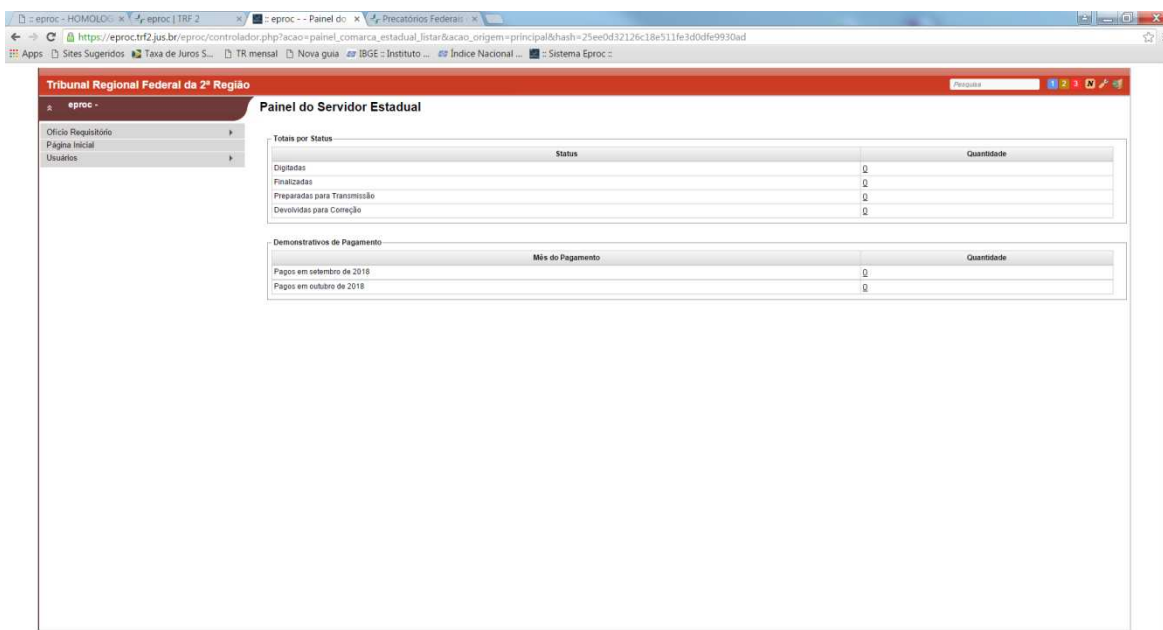 :: eproc - HOMOLOG
eproc | TRF 2
:: eproc - - Painel do
Precatórios Federais
https://eproc.trf2.jus.br/eproc/controlador.php?acao=painel_comarca_estadual_listar&acao_origem=principal&hash=25ee0d32126c18e511fe3d0dfe9930ad
Apps Sites Sugeridos Taxa de Juros S... TR mensal Nova guia IBGE :: Instituto ... Índice Nacional ... :: Sistema Eproc ::
Tribunal Regional Federal da 2ª Região
Pesquisa
1 2 3 N
eproc -
Painel do Servidor Estadual
Ofício Requisitório
Página Inicial
Usuários
Totais por Status
Status Quantidade
Digitadas 0
Finalizadas 0
Preparadas para Transmissão 0
Devolvidas para Correção 0
Demonstrativos de Pagamento
Mês do Pagamento Quantidade
Pagos em setembro de 2018 0
Pagos em outubro de 2018 0